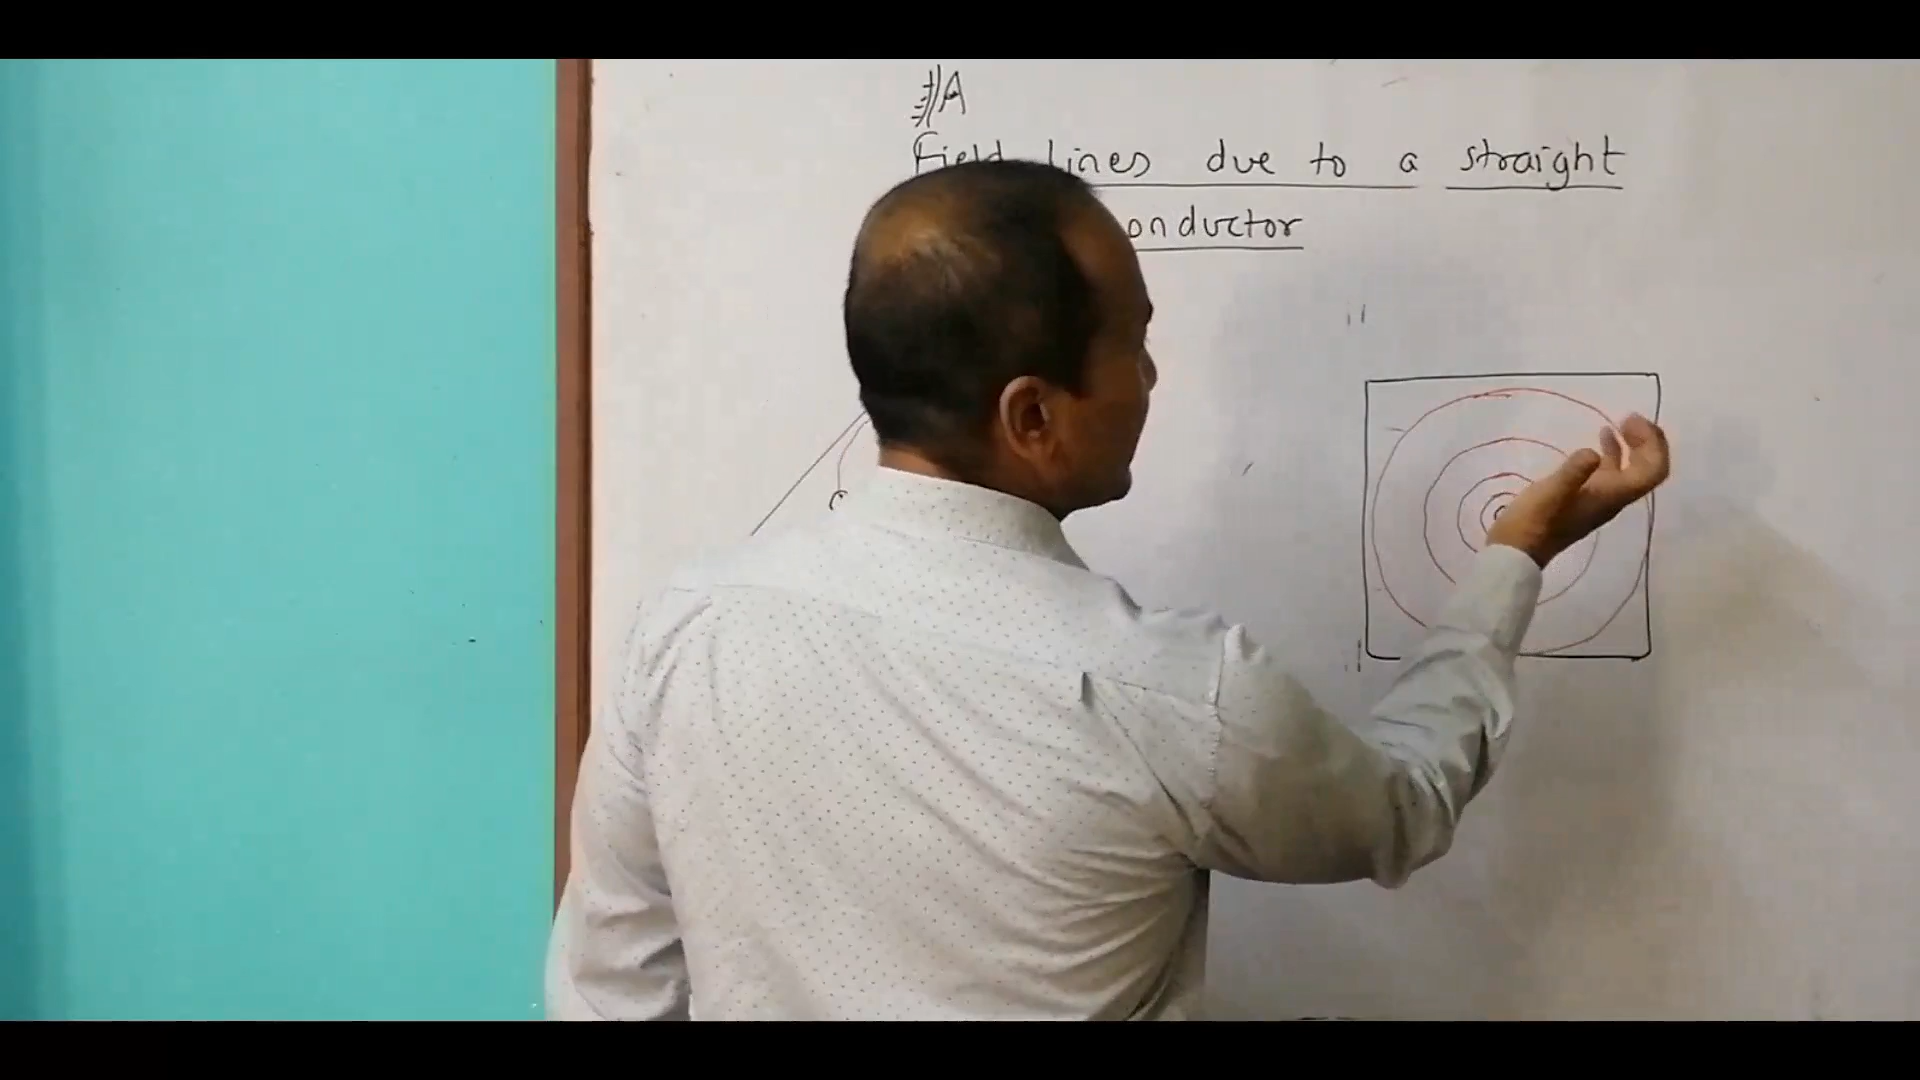 A
Field lines due to a straight
onductor